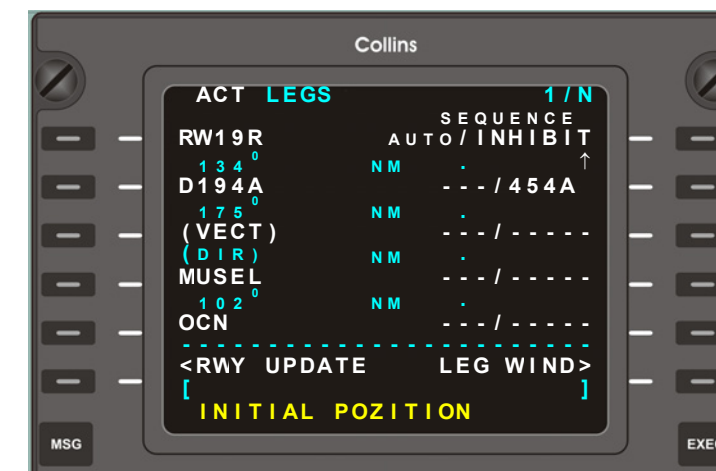 Collins
ACT LEGS 1/N
SEQUENCE
RW19R AUTO/INHIBIT
134° NM . ↑
D194A ---/454A
175° NM .
(VECT) ---/-----
(DIR) NM .
MUSEL ---/-----
102° NM .
OCN ---/-----
--------------------------
<RWY UPDATE LEG WIND>
[ ]
INITIAL POZITION
MSG EXEC